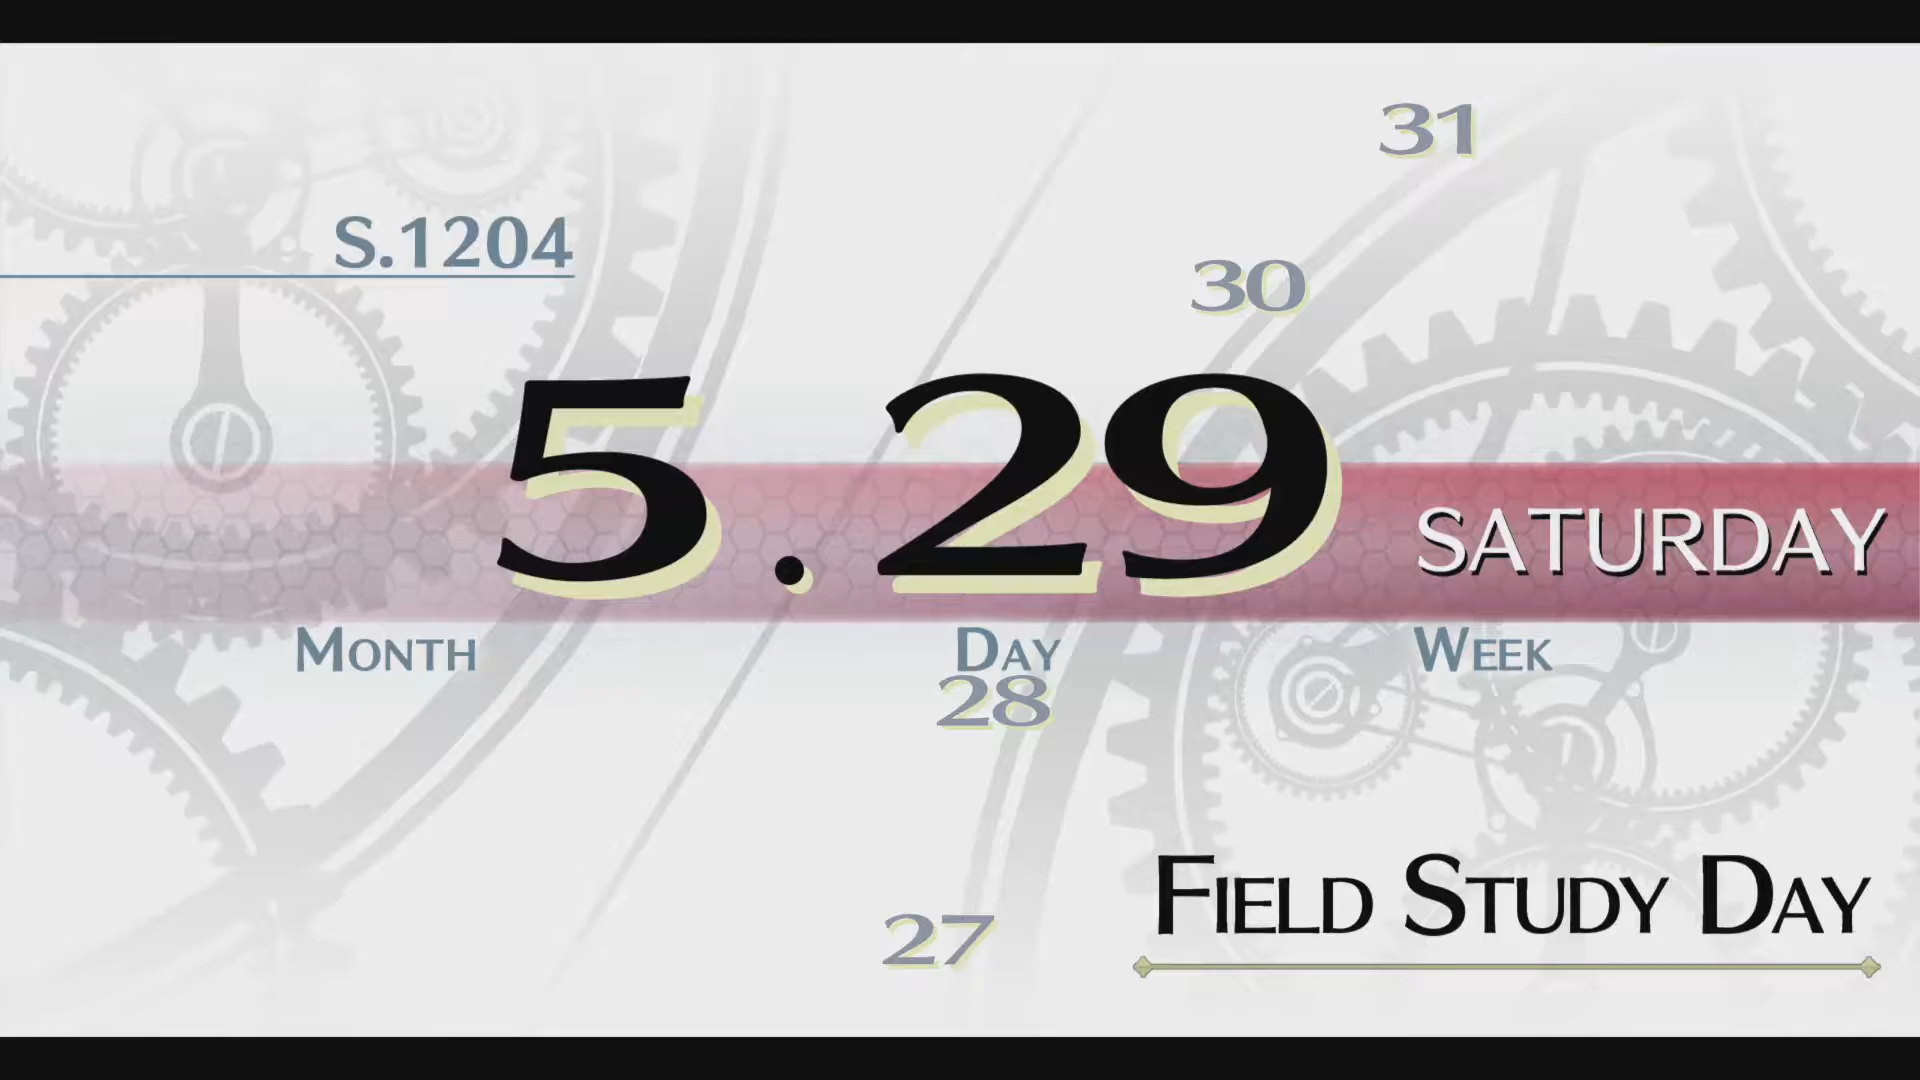 31
S.1204
30
5.29 SATURDAY
MONTH DAY WEEK
28
FIELD STUDY DAY
27